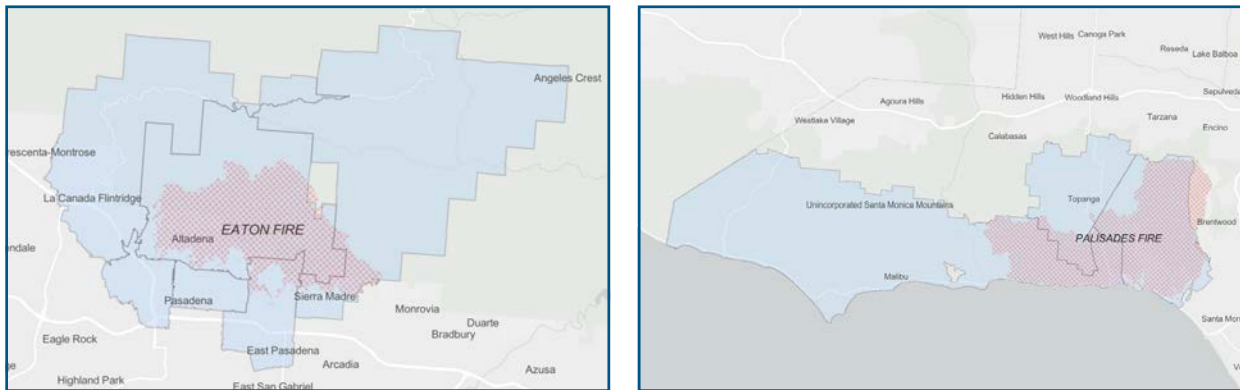 Angeles Crest
rescenta-Montrose
La Canada Flintridge
EATON FIRE
ndale
Altadena
Pasadena
Sierra Madre
Monrovia
Duarte
Bradbury
Eagle Rock
East Pasadena
Arcadia
Azusa
Highland Park
East San Gabriel
West Hills
Canoga Park
Reseda
Lake Balboa
Agoura Hills
Hidden Hills
Woodland Hills
Sepulveda
Westlake Village
Tarzana
Encino
Calabasas
Unincorporated Santa Monica Mountains
Topanga
Brentwood
PALISADES FIRE
Malibu
Santa Mon